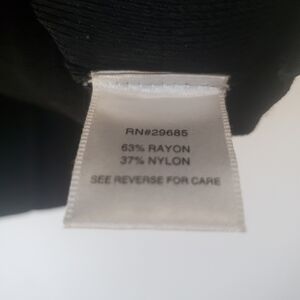 RN#29685
63% RAYON
37% NYLON
SEE REVERSE FOR CARE